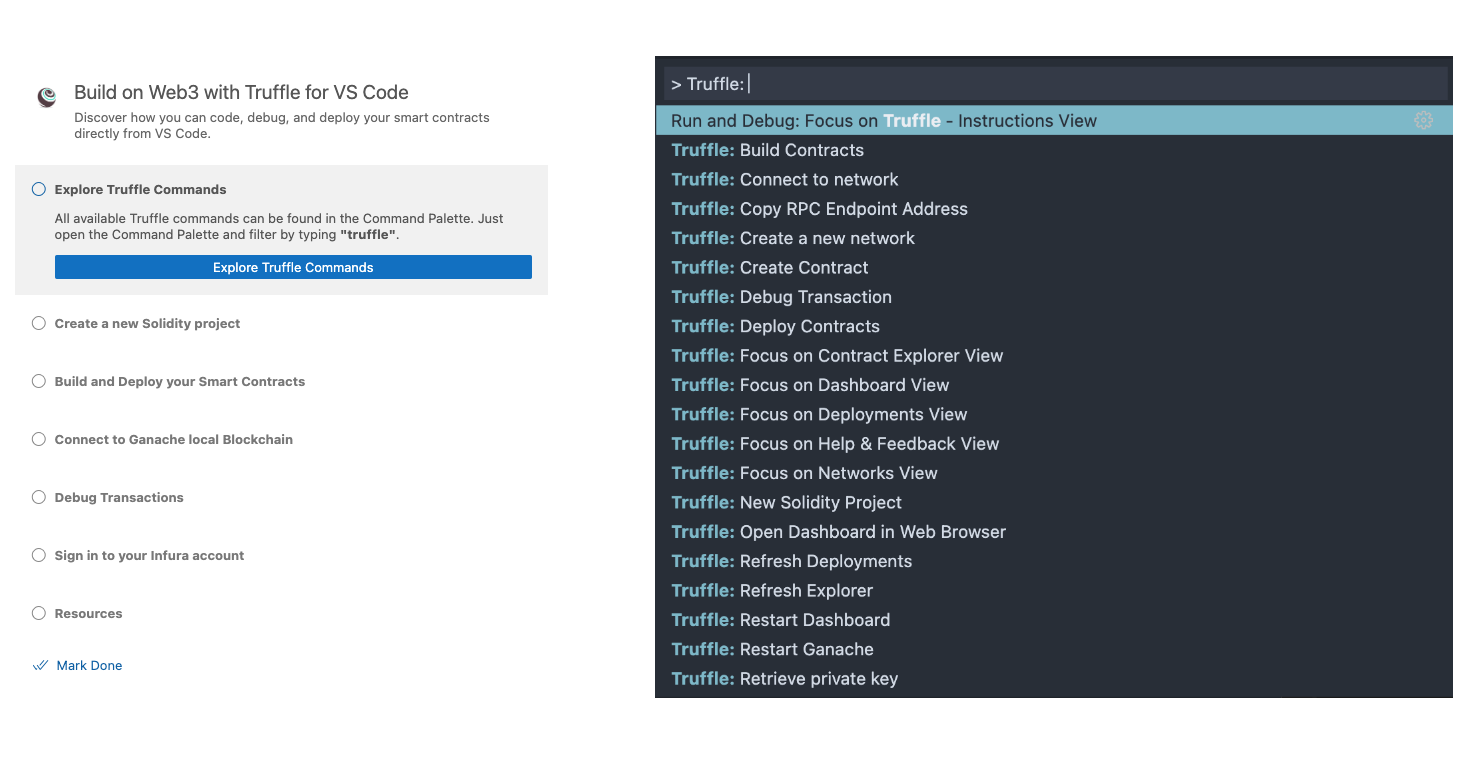 Build on Web3 with Truffle for VS Code
Discover how you can code, debug, and deploy your smart contracts
directly from VS Code.
Explore Truffle Commands
All available Truffle commands can be found in the Command Palette. Just
open the Command Palette and filter by typing "truffle".
Explore Truffle Commands
Create a new Solidity project
Build and Deploy your Smart Contracts
Connect to Ganache local Blockchain
Debug Transactions
Sign in to your Infura account
Resources
Mark Done
> Truffle:
Run and Debug: Focus on Truffle - Instructions View
Truffle: Build Contracts
Truffle: Connect to network
Truffle: Copy RPC Endpoint Address
Truffle: Create a new network
Truffle: Create Contract
Truffle: Debug Transaction
Truffle: Deploy Contracts
Truffle: Focus on Contract Explorer View
Truffle: Focus on Dashboard View
Truffle: Focus on Deployments View
Truffle: Focus on Help & Feedback View
Truffle: Focus on Networks View
Truffle: New Solidity Project
Truffle: Open Dashboard in Web Browser
Truffle: Refresh Deployments
Truffle: Refresh Explorer
Truffle: Restart Dashboard
Truffle: Restart Ganache
Truffle: Retrieve private key